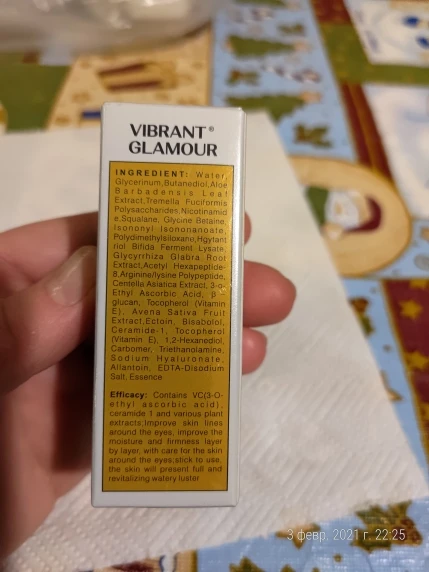 VIBRANT®
GLAMOUR
INGREDIENT: Water,
Glycerinum,Butanediol,Aloe
Barbadensis Leaf
Extract,Tremella Fuciformis
Polysaccharides,Nicotinamid
e,Squalane, Glycine Betaine,
Isononyl Isononanoate,
Polydimethylsiloxane,Hgytant
riol Bifida Ferment Lysate,
Glycyrrhiza Glabra Root
Extract,Acetyl Hexapeptide-
8,Arginine/lysine Polypeptide,
Centella Asiatica Extract, 3-o-
Ethyl Ascorbic Acid, β-
glucan, Tocopherol (Vitamin
E), Avena Sativa Fruit
Extract,Ectoin, Bisabolol,
Ceramide-1, Tocopherol
(Vitamin E), 1,2-Hexanediol,
Carbomer, Triethanolamine,
Sodium Hyaluronate,
Allantoin, EDTA-Disodium
Salt, Essence
Efficacy: Contains VC(3-O-
ethyl ascorbic acid),
ceramide 1 and various plant
extracts;Improve skin lines
around the eyes, improve the
moisture and firmness layer
by layer, with care for the skin
around the eyes;stick to use,
the skin will present full and
revitalizing watery luster
3 февр. 2021 г. 22:25